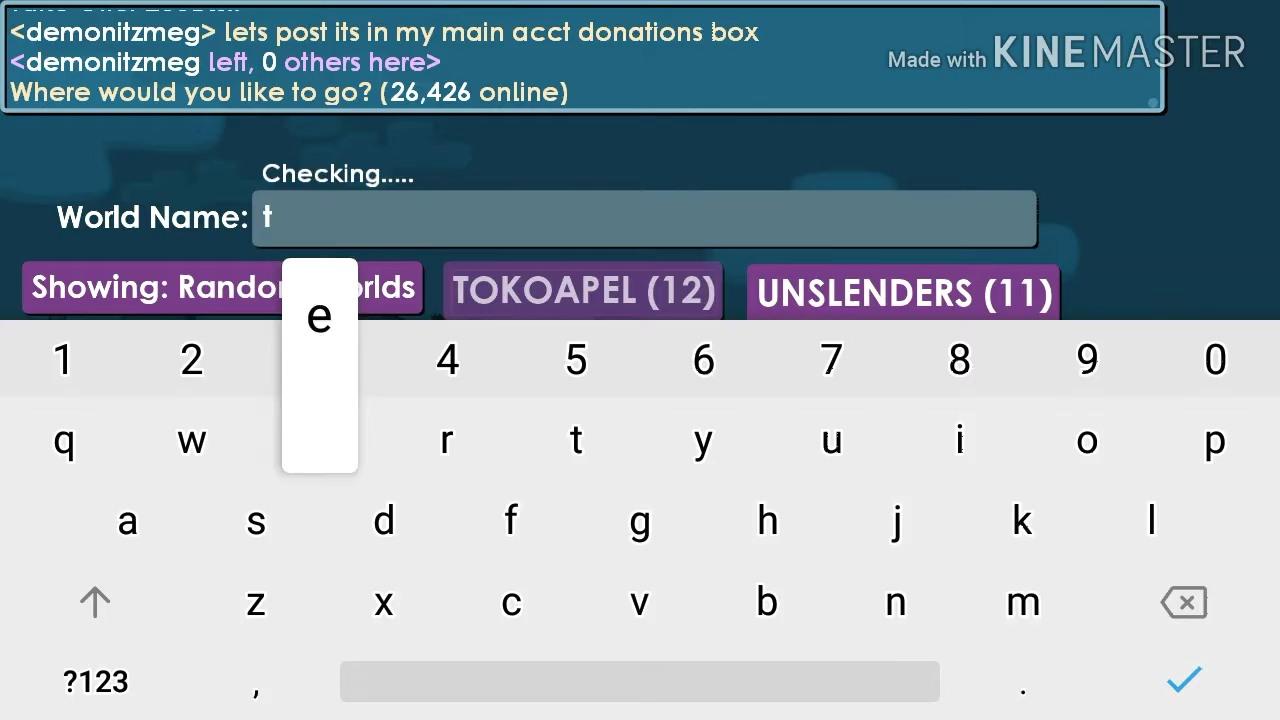 <demonitzmeg> lets post its in my main acct donations box
<demonitzmeg left, 0 others here>
Where would you like to go? (26,426 online)
Made with KINEMASTER
Checking.....
World Name: t
Showing: TOKOAPEL (12) UNSLENDERS (11)
e
1 2 4 5 6 7 8 9 0
q w r t y u i o p
a s d f g h j k l
z x c v b n m
?123 , .